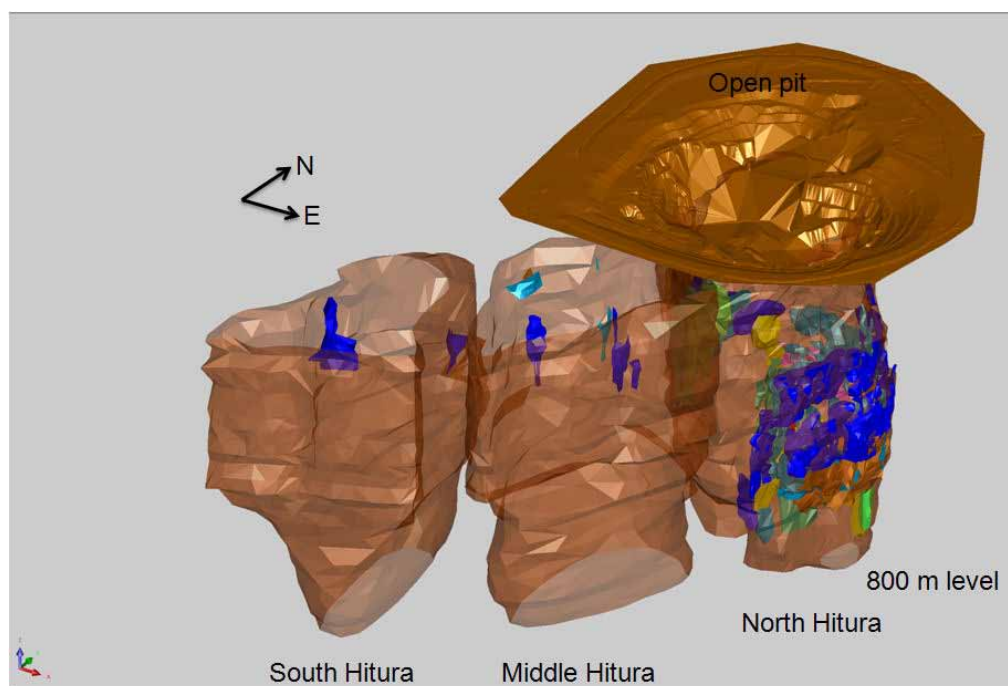 Open pit
N
E
800 m level
North Hitura
South Hitura
Middle Hitura